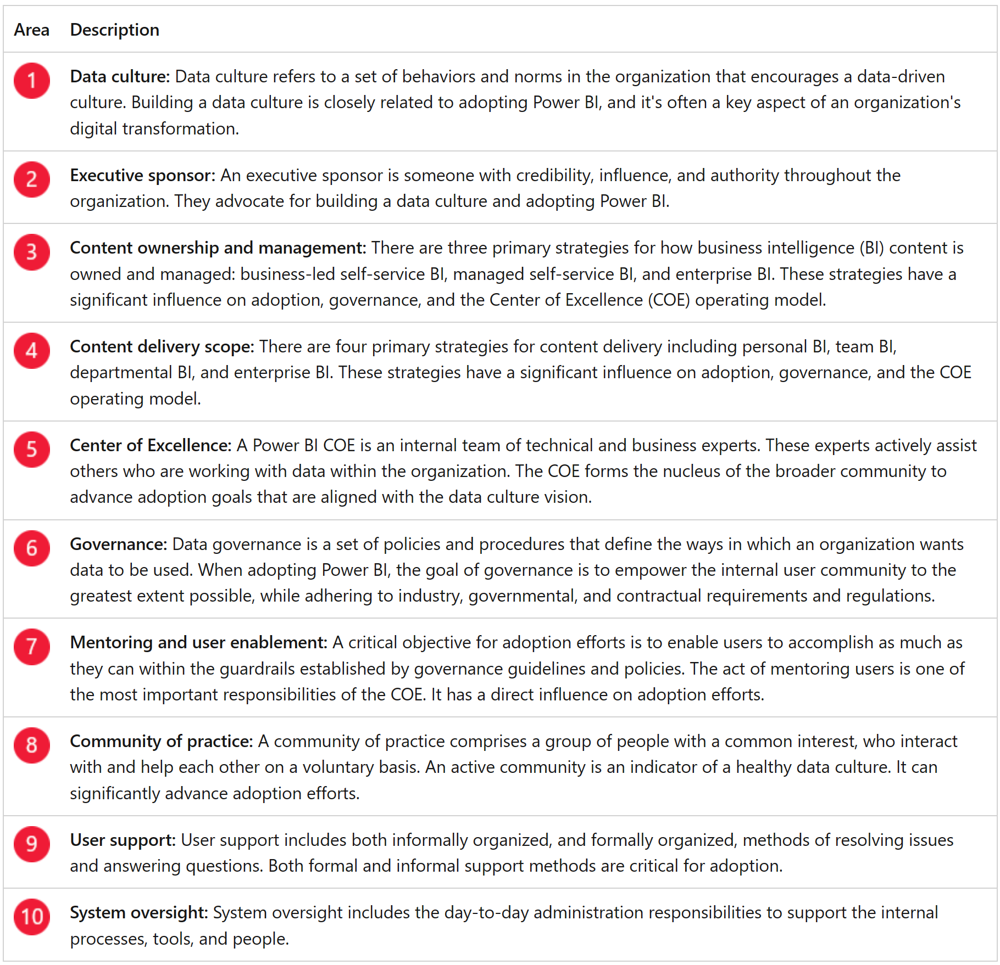 Area Description
1 Data culture: Data culture refers to a set of behaviors and norms in the organization that encourages a data-driven
culture. Building a data culture is closely related to adopting Power BI, and it's often a key aspect of an organization's
digital transformation.
2 Executive sponsor: An executive sponsor is someone with credibility, influence, and authority throughout the
organization. They advocate for building a data culture and adopting Power BI.
3 Content ownership and management: There are three primary strategies for how business intelligence (BI) content is
owned and managed: business-led self-service BI, managed self-service BI, and enterprise BI. These strategies have a
significant influence on adoption, governance, and the Center of Excellence (COE) operating model.
4 Content delivery scope: There are four primary strategies for content delivery including personal BI, team BI,
departmental BI, and enterprise BI. These strategies have a significant influence on adoption, governance, and the COE
operating model.
5 Center of Excellence: A Power BI COE is an internal team of technical and business experts. These experts actively assist
others who are working with data within the organization. The COE forms the nucleus of the broader community to
advance adoption goals that are aligned with the data culture vision.
6 Governance: Data governance is a set of policies and procedures that define the ways in which an organization wants
data to be used. When adopting Power BI, the goal of governance is to empower the internal user community to the
greatest extent possible, while adhering to industry, governmental, and contractual requirements and regulations.
7 Mentoring and user enablement: A critical objective for adoption efforts is to enable users to accomplish as much as
they can within the guardrails established by governance guidelines and policies. The act of mentoring users is one of
the most important responsibilities of the COE. It has a direct influence on adoption efforts.
8 Community of practice: A community of practice comprises a group of people with a common interest, who interact
with and help each other on a voluntary basis. An active community is an indicator of a healthy data culture. It can
significantly advance adoption efforts.
9 User support: User support includes both informally organized, and formally organized, methods of resolving issues
and answering questions. Both formal and informal support methods are critical for adoption.
10 System oversight: System oversight includes the day-to-day administration responsibilities to support the internal
processes, tools, and people.